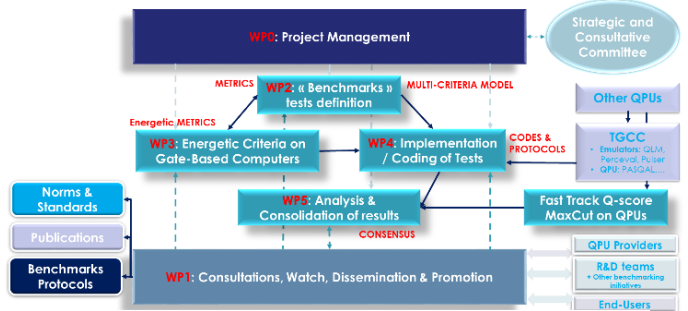 WP0: Project Management
Strategic and
Consultative
Committee
METRICS
WP2: « Benchmarks »
tests definition
MULTI-CRITERIA MODEL
Other QPUs
Energetic METRICS
WP3: Energetic Criteria on
Gate-Based Computers
WP4: Implementation
/ Coding of Tests
CODES &
PROTOCOLS
TGCC
• Emulators: QLM,
Perceval, Pulser
• QPU: PASQAL,...
Norms &
Standards
WP5: Analysis &
Consolidation of results
Fast Track Q-score
MaxCut on QPUs
Publications
CONSENSUS
Benchmarks
Protocols
WP1: Consultations, Watch, Dissemination & Promotion
QPU Providers
R&D teams
+ Other benchmarking
initiatives
End-Users